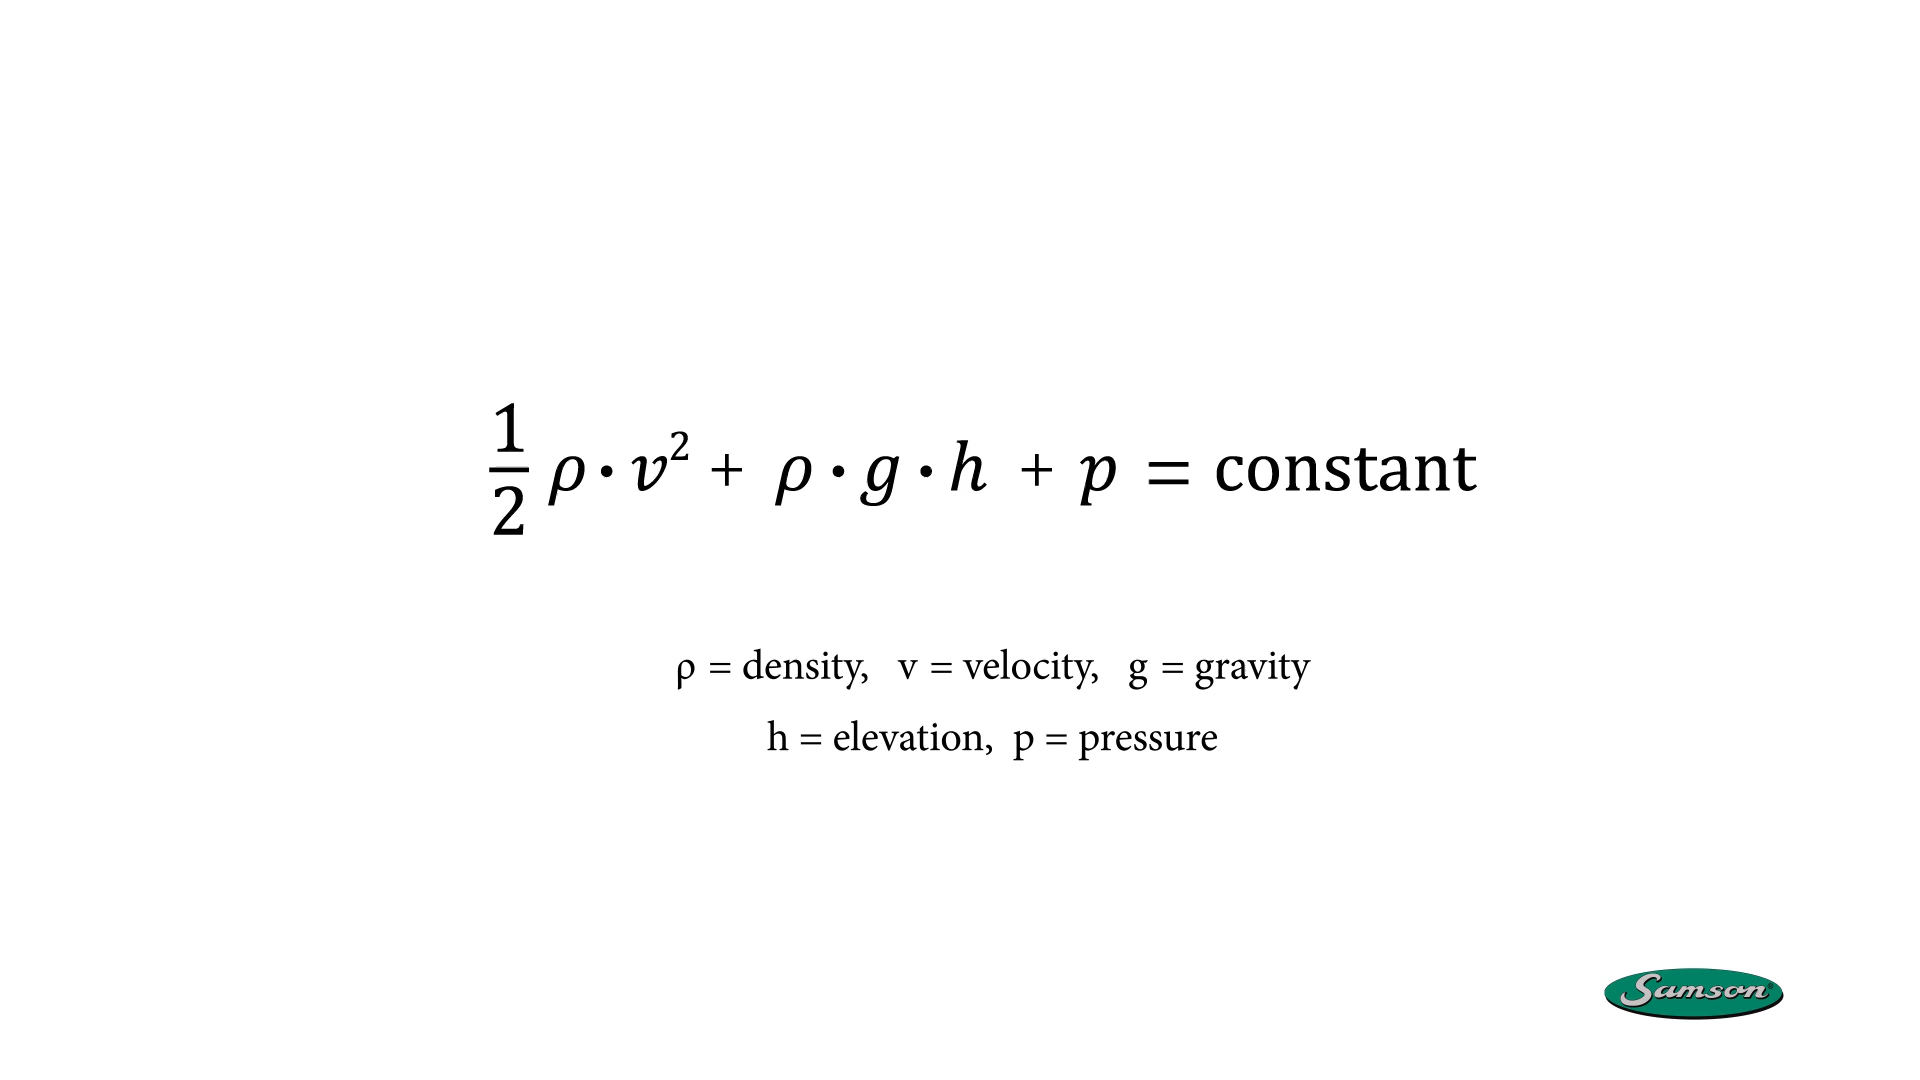 1/2 ρ · v² + ρ · g · h + p = constant
ρ = density, v = velocity, g = gravity
h = elevation, p = pressure
Samson